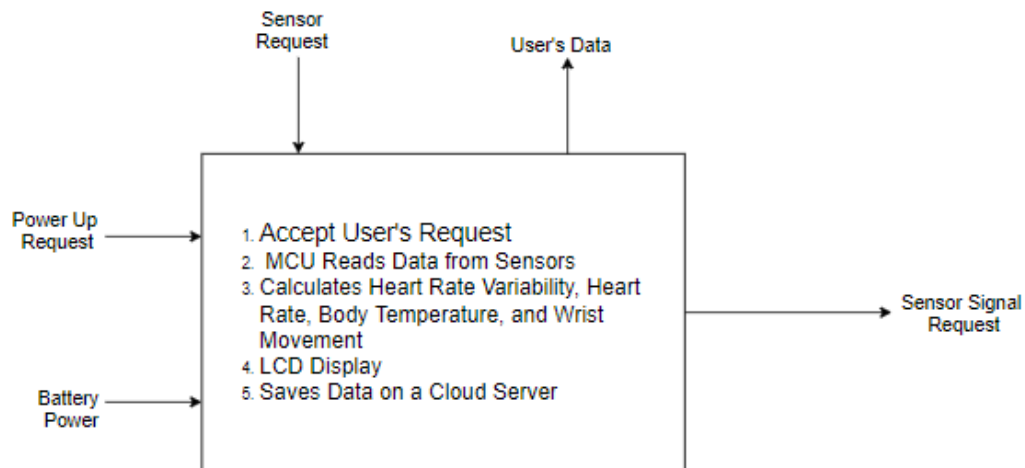 Sensor
Request
User's Data
Power Up
Request
1. Accept User's Request
2. MCU Reads Data from Sensors
3. Calculates Heart Rate Variability, Heart
Rate, Body Temperature, and Wrist
Movement
4. LCD Display
5. Saves Data on a Cloud Server
Sensor Signal
Request
Battery
Power